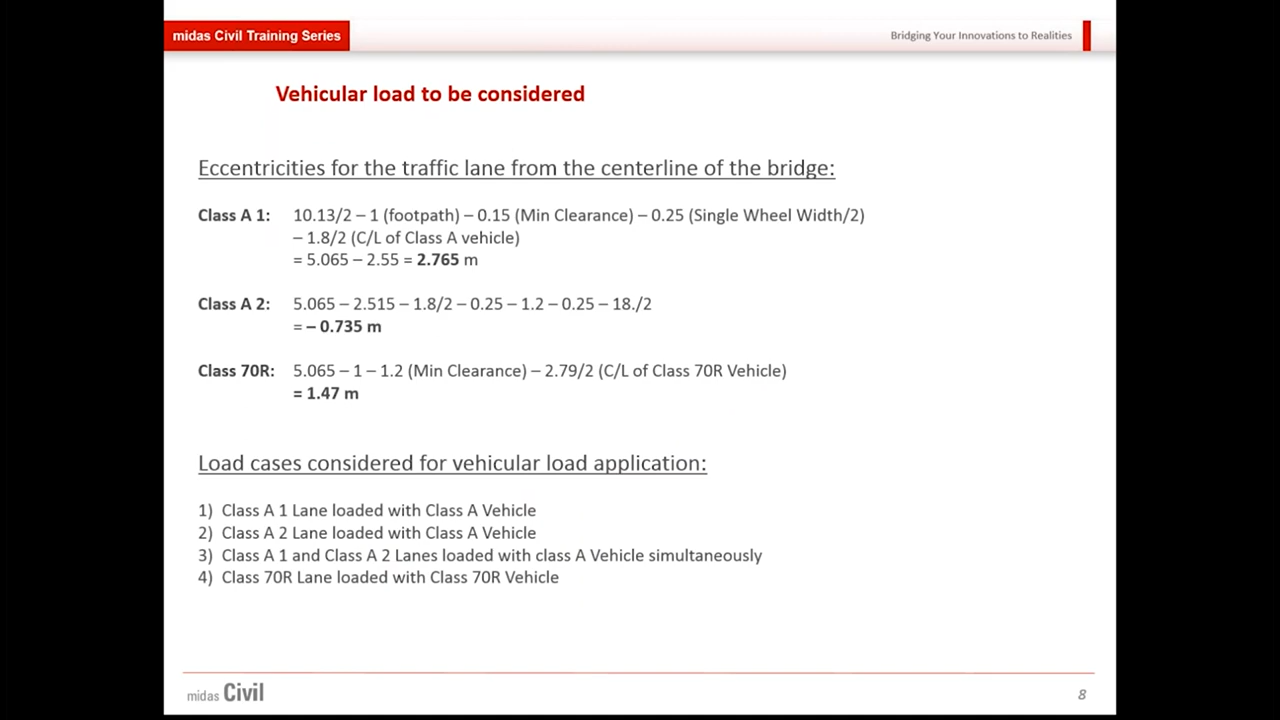 midas Civil Training Series
Bridging Your Innovations to Realities
Vehicular load to be considered
Eccentricities for the traffic lane from the centerline of the bridge:
Class A 1: 10.13/2 – 1 (footpath) – 0.15 (Min Clearance) – 0.25 (Single Wheel Width/2)
– 1.8/2 (C/L of Class A vehicle)
= 5.065 – 2.55 = 2.765 m
Class A 2: 5.065 – 2.515 – 1.8/2 – 0.25 – 1.2 – 0.25 – 18./2
= – 0.735 m
Class 70R: 5.065 – 1 – 1.2 (Min Clearance) – 2.79/2 (C/L of Class 70R Vehicle)
= 1.47 m
Load cases considered for vehicular load application:
1) Class A 1 Lane loaded with Class A Vehicle
2) Class A 2 Lane loaded with Class A Vehicle
3) Class A 1 and Class A 2 Lanes loaded with class A Vehicle simultaneously
4) Class 70R Lane loaded with Class 70R Vehicle
midas Civil
8